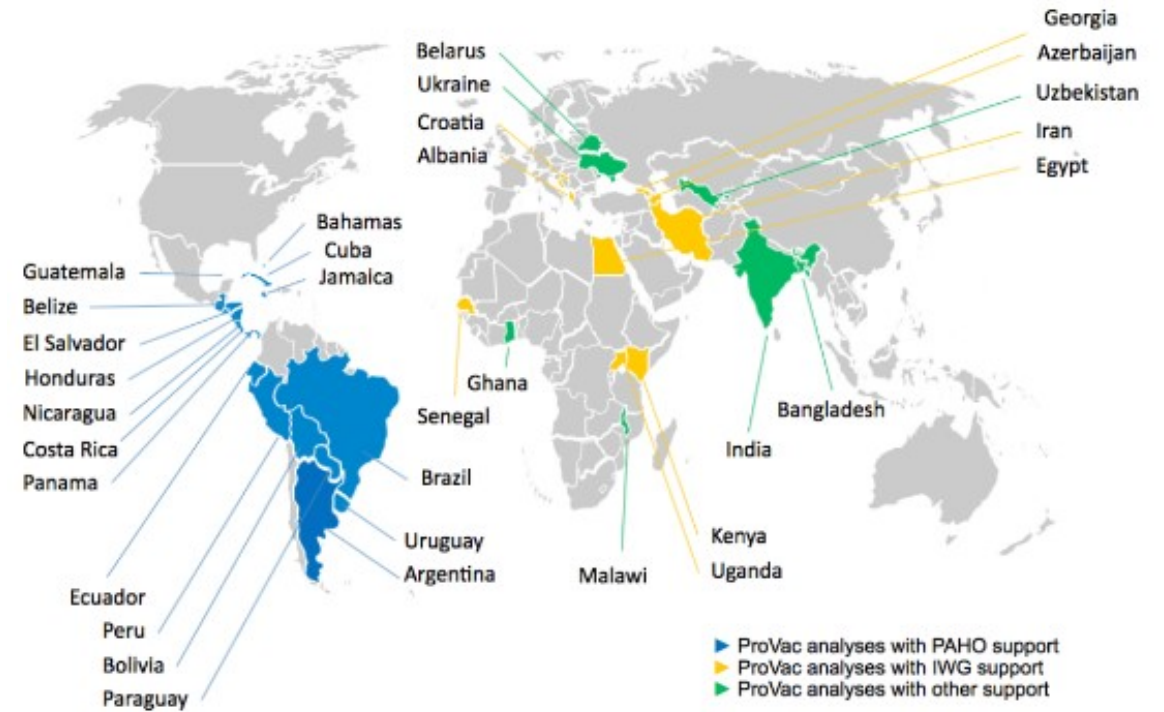 Georgia
Azerbaijan
Uzbekistan
Iran
Egypt
Belarus
Ukraine
Croatia
Albania
Bahamas
Cuba
Jamaica
Guatemala
Belize
El Salvador
Honduras
Nicaragua
Costa Rica
Panama
Ghana
Senegal
Bangladesh
India
Brazil
Uruguay
Argentina
Kenya
Uganda
Malawi
Ecuador
Peru
Bolivia
Paraguay
ProVac analyses with PAHO support
ProVac analyses with IWG support
ProVac analyses with other support